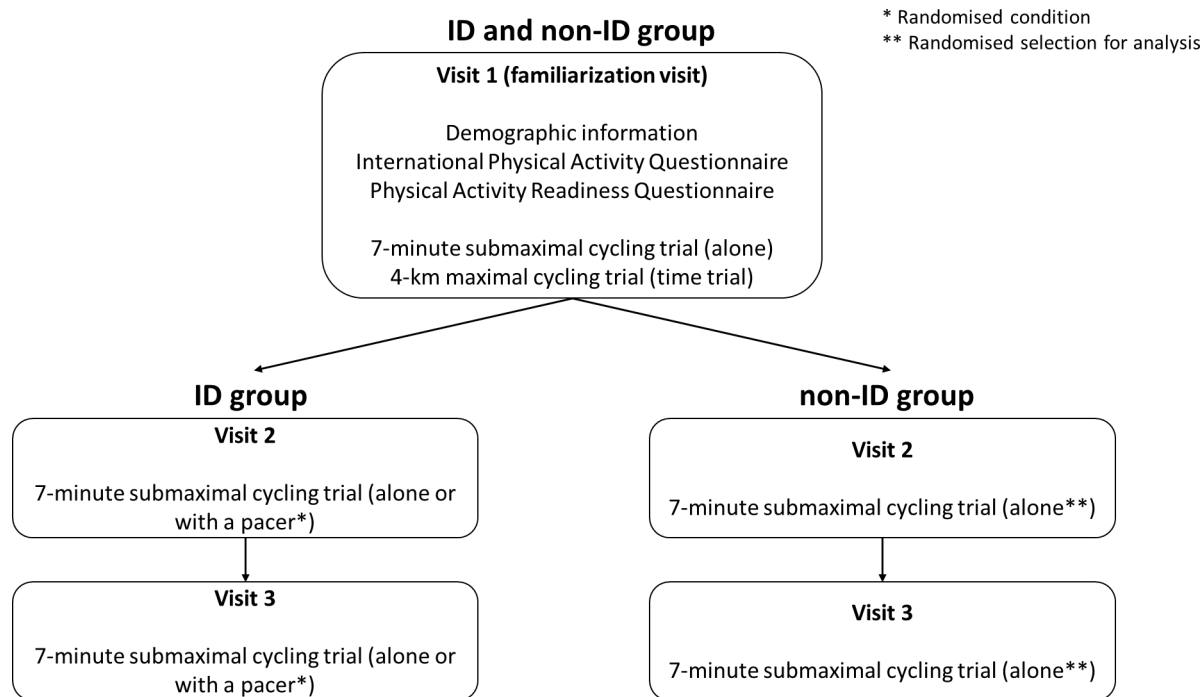 * Randomised condition
** Randomised selection for analysis
ID and non-ID group
Visit 1 (familiarization visit)
Demographic information
International Physical Activity Questionnaire
Physical Activity Readiness Questionnaire
7-minute submaximal cycling trial (alone)
4-km maximal cycling trial (time trial)
ID group
Visit 2
7-minute submaximal cycling trial (alone or
with a pacer*)
Visit 3
7-minute submaximal cycling trial (alone or
with a pacer*)
non-ID group
Visit 2
7-minute submaximal cycling trial (alone**)
Visit 3
7-minute submaximal cycling trial (alone**)